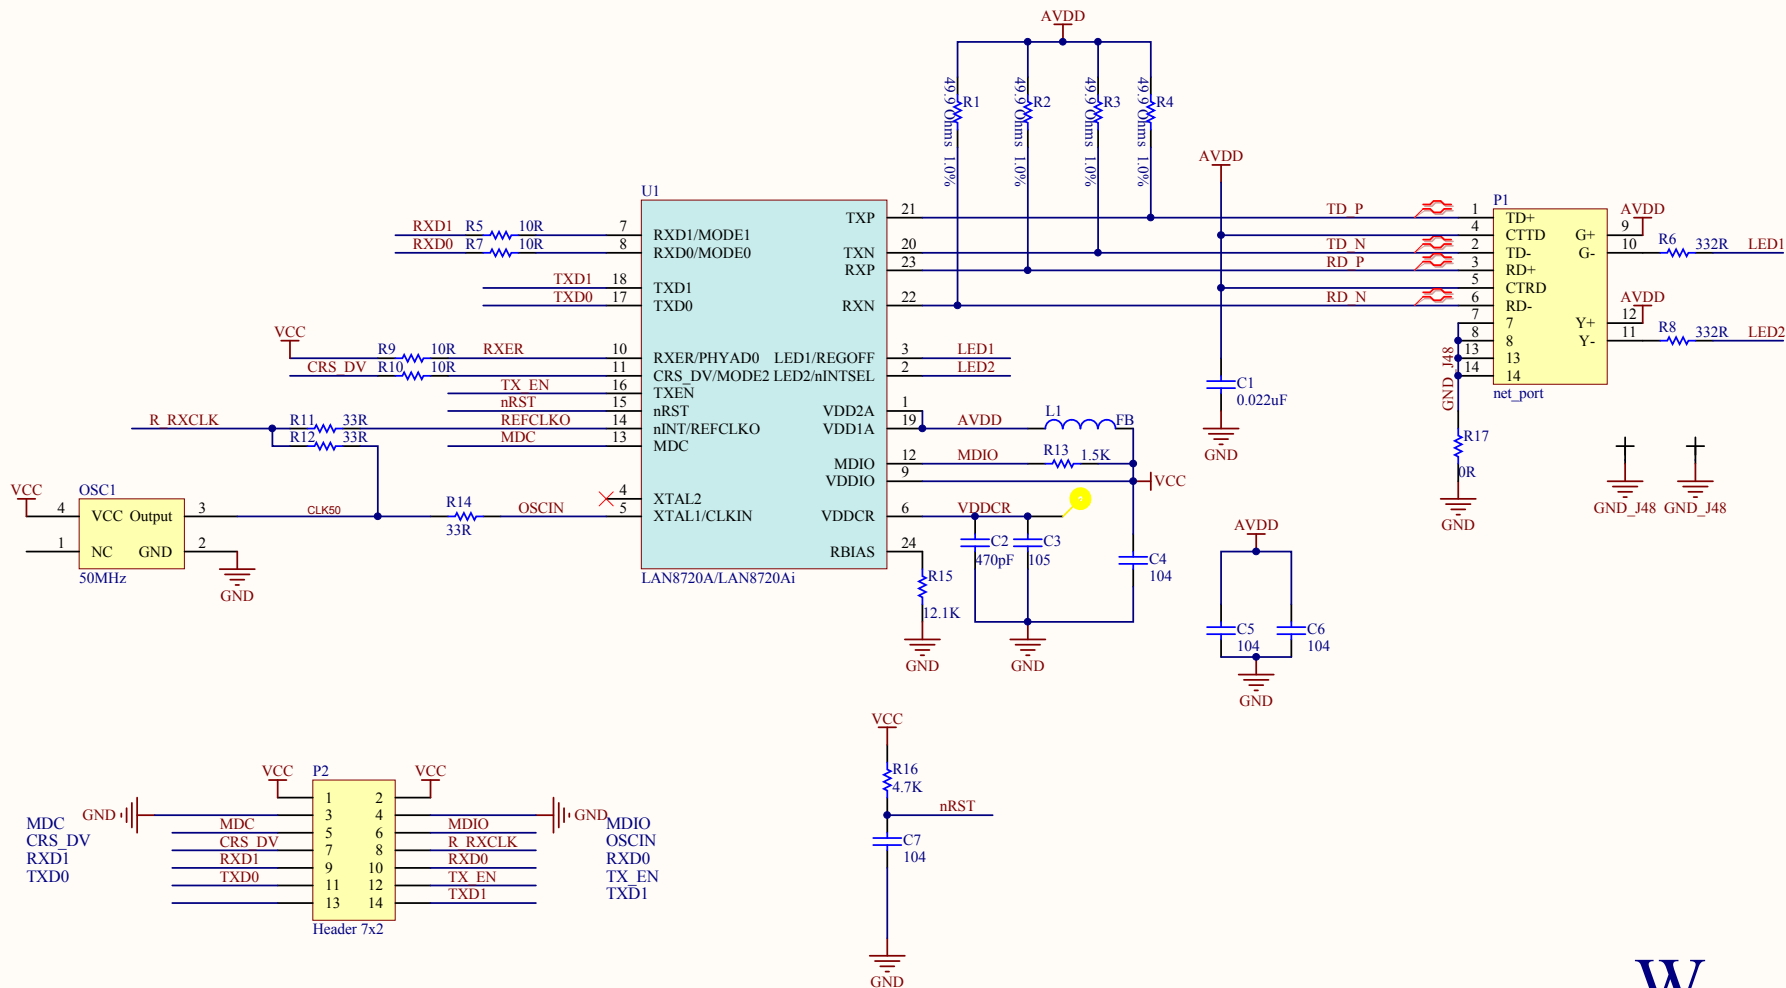 AVDD
49.9 Ohms 1.0% R1
49.9 Ohms 1.0% R2
49.9 Ohms 1.0% R3
49.9 Ohms 1.0% R4
AVDD
U1
LAN8720A/LAN8720Ai
RXD1 R5 10R 7 RXD1/MODE1
RXD0 R7 10R 8 RXD0/MODE0
TXD1 18 TXD1
TXD0 17 TXD0
VCC
R9 10R RXER 10 RXER/PHYAD0
CRS_DV R10 10R 11 CRS_DV/MODE2
TX_EN 16 TXEN
nRST 15 nRST
R_RXCLK R11 33R REFCLKO 14 nINT/REFCLKO
R12 33R
MDC 13 MDC
4 XTAL2
R14 33R OSCIN 5 XTAL1/CLKIN
TXP 21 TD_P
TXN 20 TD_N
RXP 23 RD_P
RXN 22 RD_N
LED1/REGOFF 3 LED1
LED2/nINTSEL 2 LED2
VDD2A 1
VDD1A 19 AVDD L1 FB
MDIO 12 MDIO R13 1.5K
VDDIO 9 VCC
VDDCR 6 VDDCR
RBIAS 24
C2 470pF
C3 105
C4 104
R15 12.1K
GND
GND
C1 0.022uF
GND
P1
1 TD+
4 CTTD
2 TD-
3 RD+
5 CTRD
6 RD-
7 7
8 8
13 13
14 14
G+ 9 AVDD
G- 10 R6 332R LED1
Y+ 12 AVDD
Y- 11 R8 332R LED2
net_port
GND_J48
R17 0R
GND
GND_J48 GND_J48
VCC
OSC1
4 VCC Output 3 CLK50
1 NC GND 2
50MHz
GND
AVDD
C5 104
C6 104
GND
VCC
R16 4.7K
nRST
C7 104
GND
VCC P2 VCC
1 2
GND 3 4 GND
MDC MDC 5 6 MDIO MDIO
CRS_DV CRS_DV 7 8 R_RXCLK OSCIN
RXD1 RXD1 9 10 RXD0 RXD0
TXD0 TXD0 11 12 TX_EN TX_EN
13 14 TXD1 TXD1
Header 7x2
W